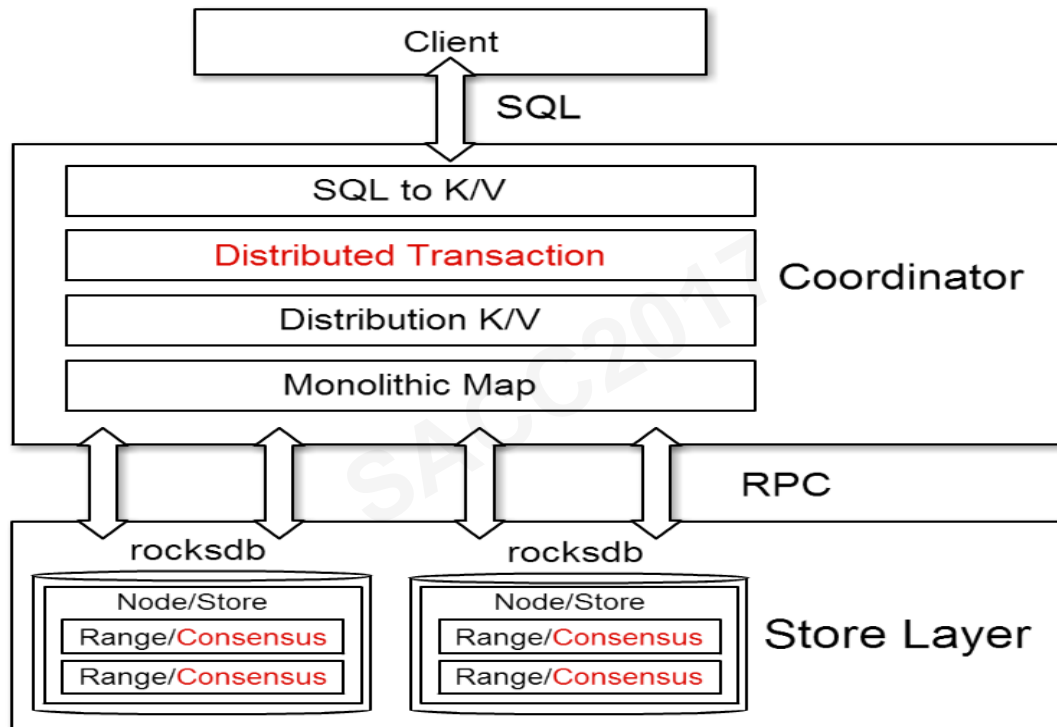 Client
SQL
SQL to K/V
Distributed Transaction
Coordinator
Distribution K/V
Monolithic Map
SACC2017
RPC
rocksdb rocksdb
Node/Store Node/Store
Range/Consensus Range/Consensus
Store Layer
Range/Consensus Range/Consensus